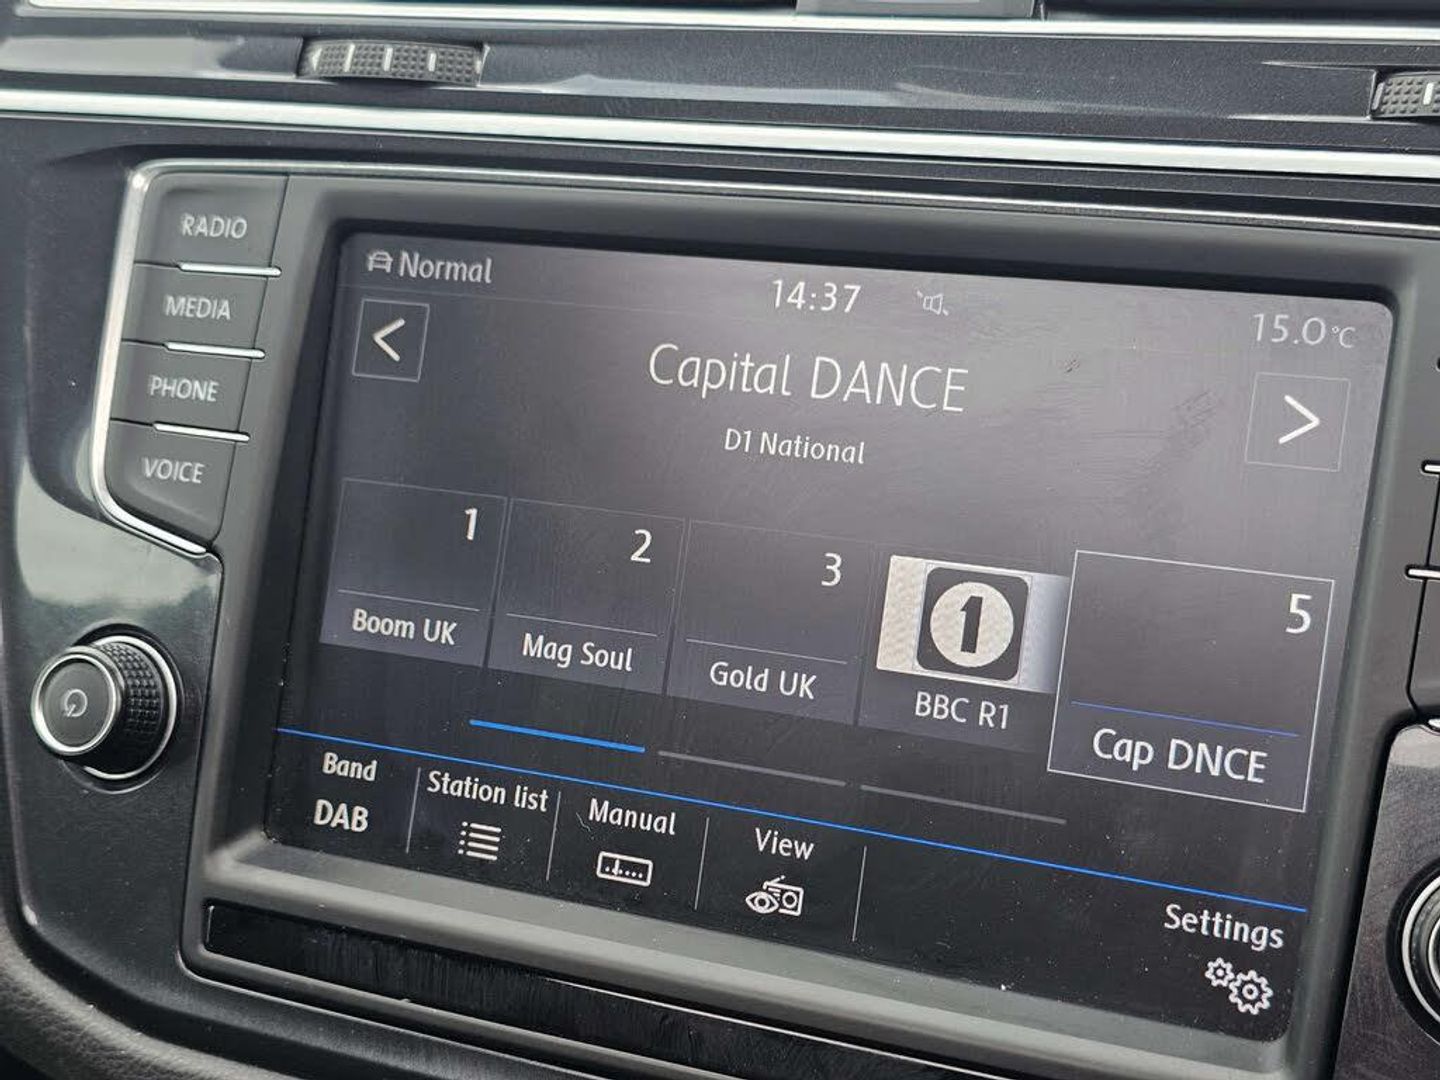 RADIO
MEDIA
PHONE
VOICE
Normal
14:37
15.0°C
<
Capital DANCE
>
D1 National
1
Boom UK
2
Mag Soul
3
Gold UK
1
BBC R1
5
Cap DNCE
Band
DAB
Station list
Manual
View
Settings